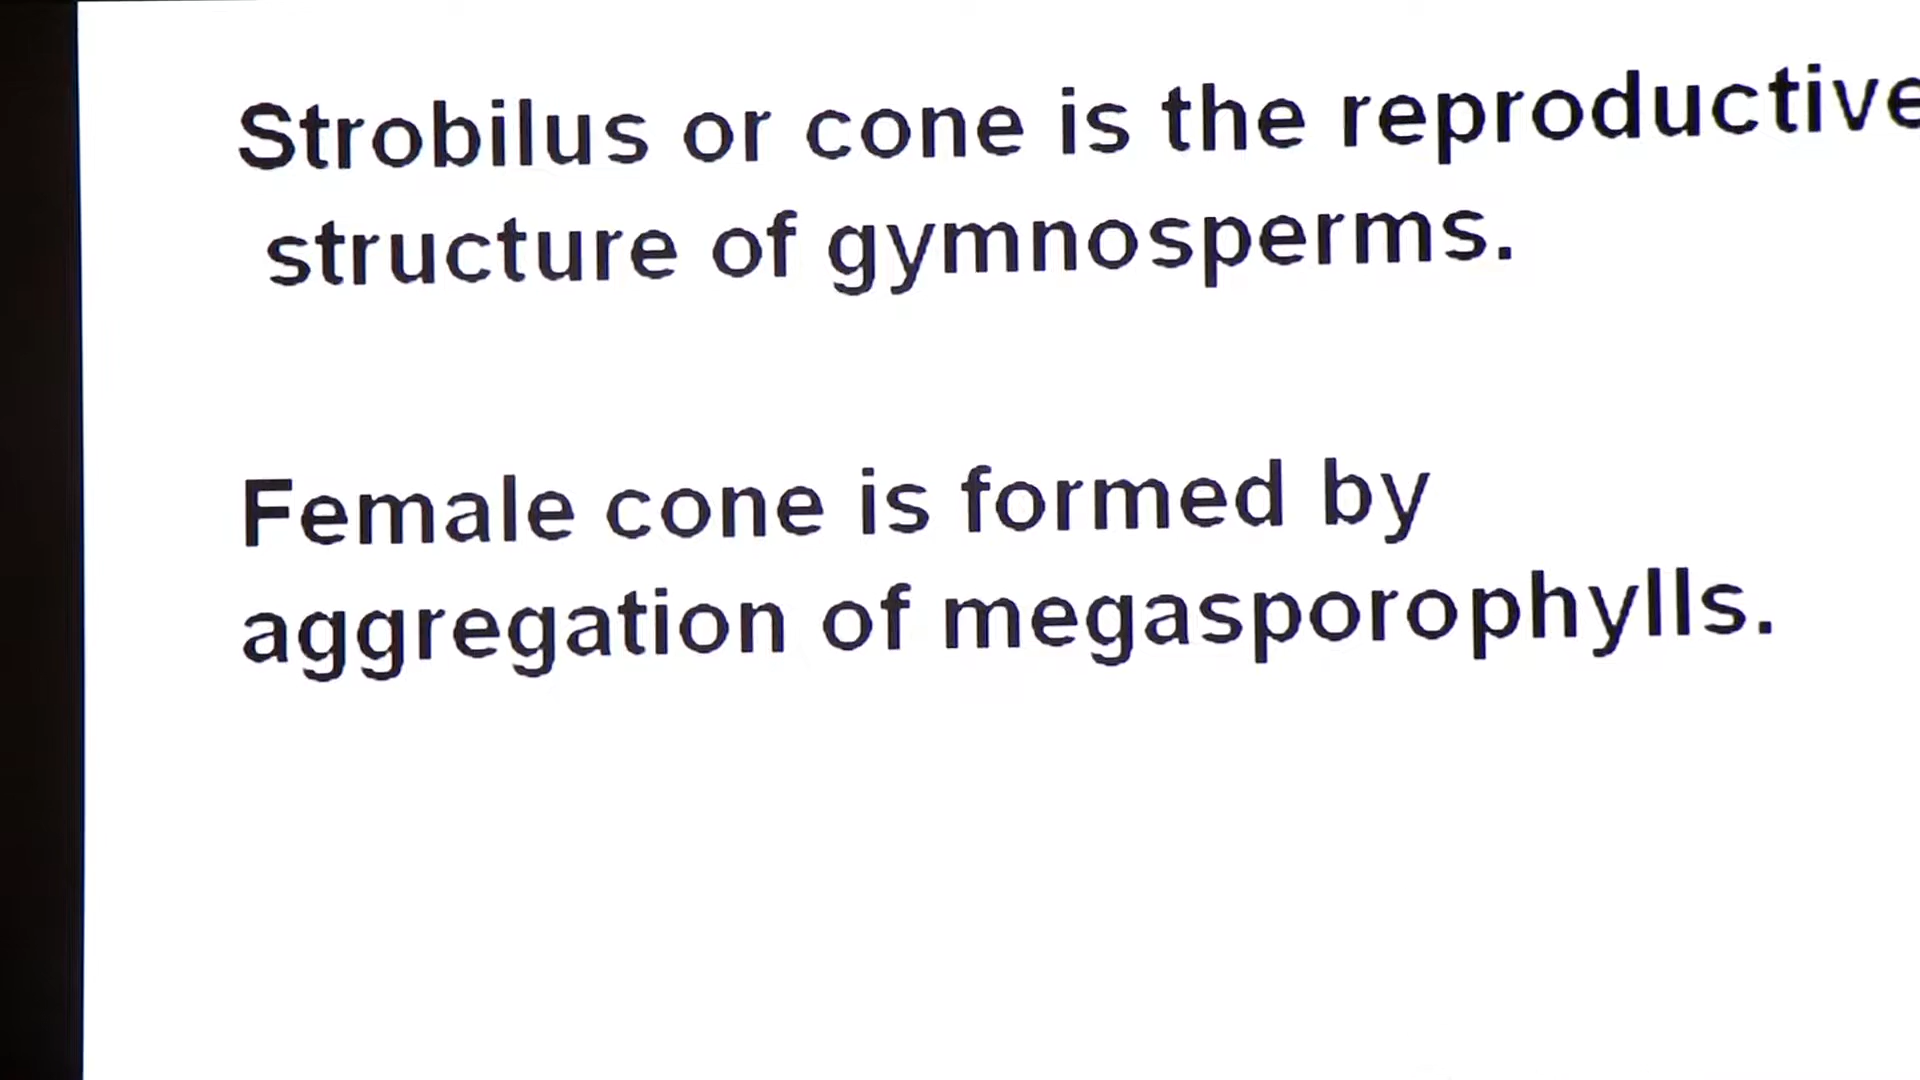 Strobilus or cone is the reproductive
structure of gymnosperms.
Female cone is formed by
aggregation of megasporophylls.